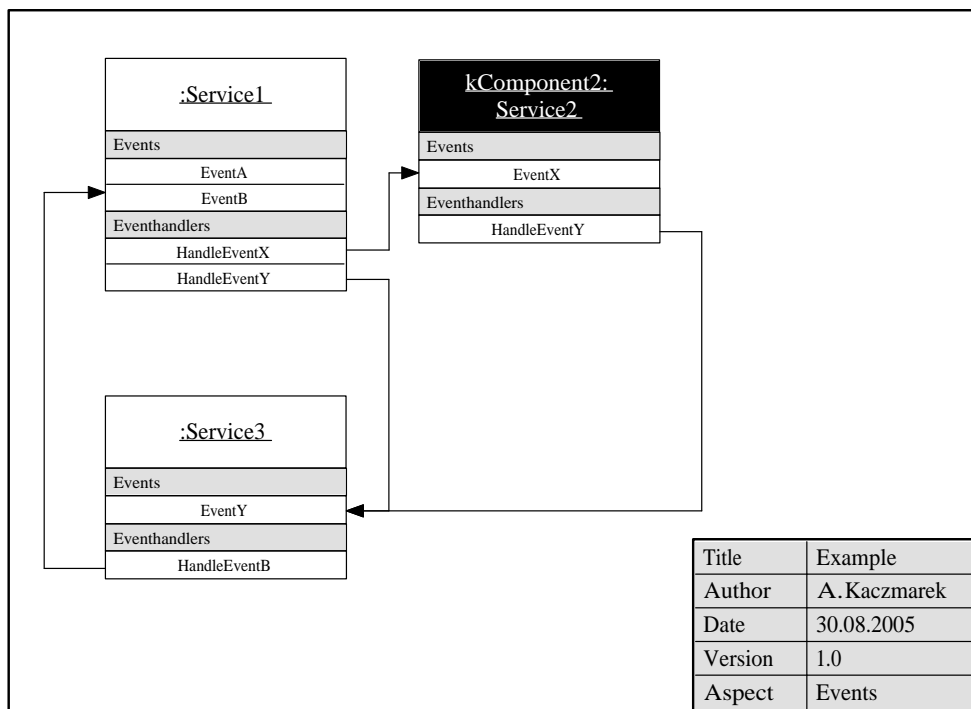 :Service1
Events
EventA
EventB
Eventhandlers
HandleEventX
HandleEventY
kComponent2:
Service2
Events
EventX
Eventhandlers
HandleEventY
:Service3
Events
EventY
Eventhandlers
HandleEventB
Title Example
Author A.Kaczmarek
Date 30.08.2005
Version 1.0
Aspect Events